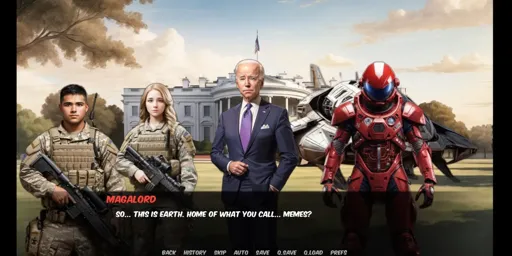 MAGALORD
SO... THIS IS EARTH. HOME OF WHAT YOU CALL... MEMES?
BACK HISTORY SKIP AUTO SAVE Q.SAVE Q.LOAD PREFS